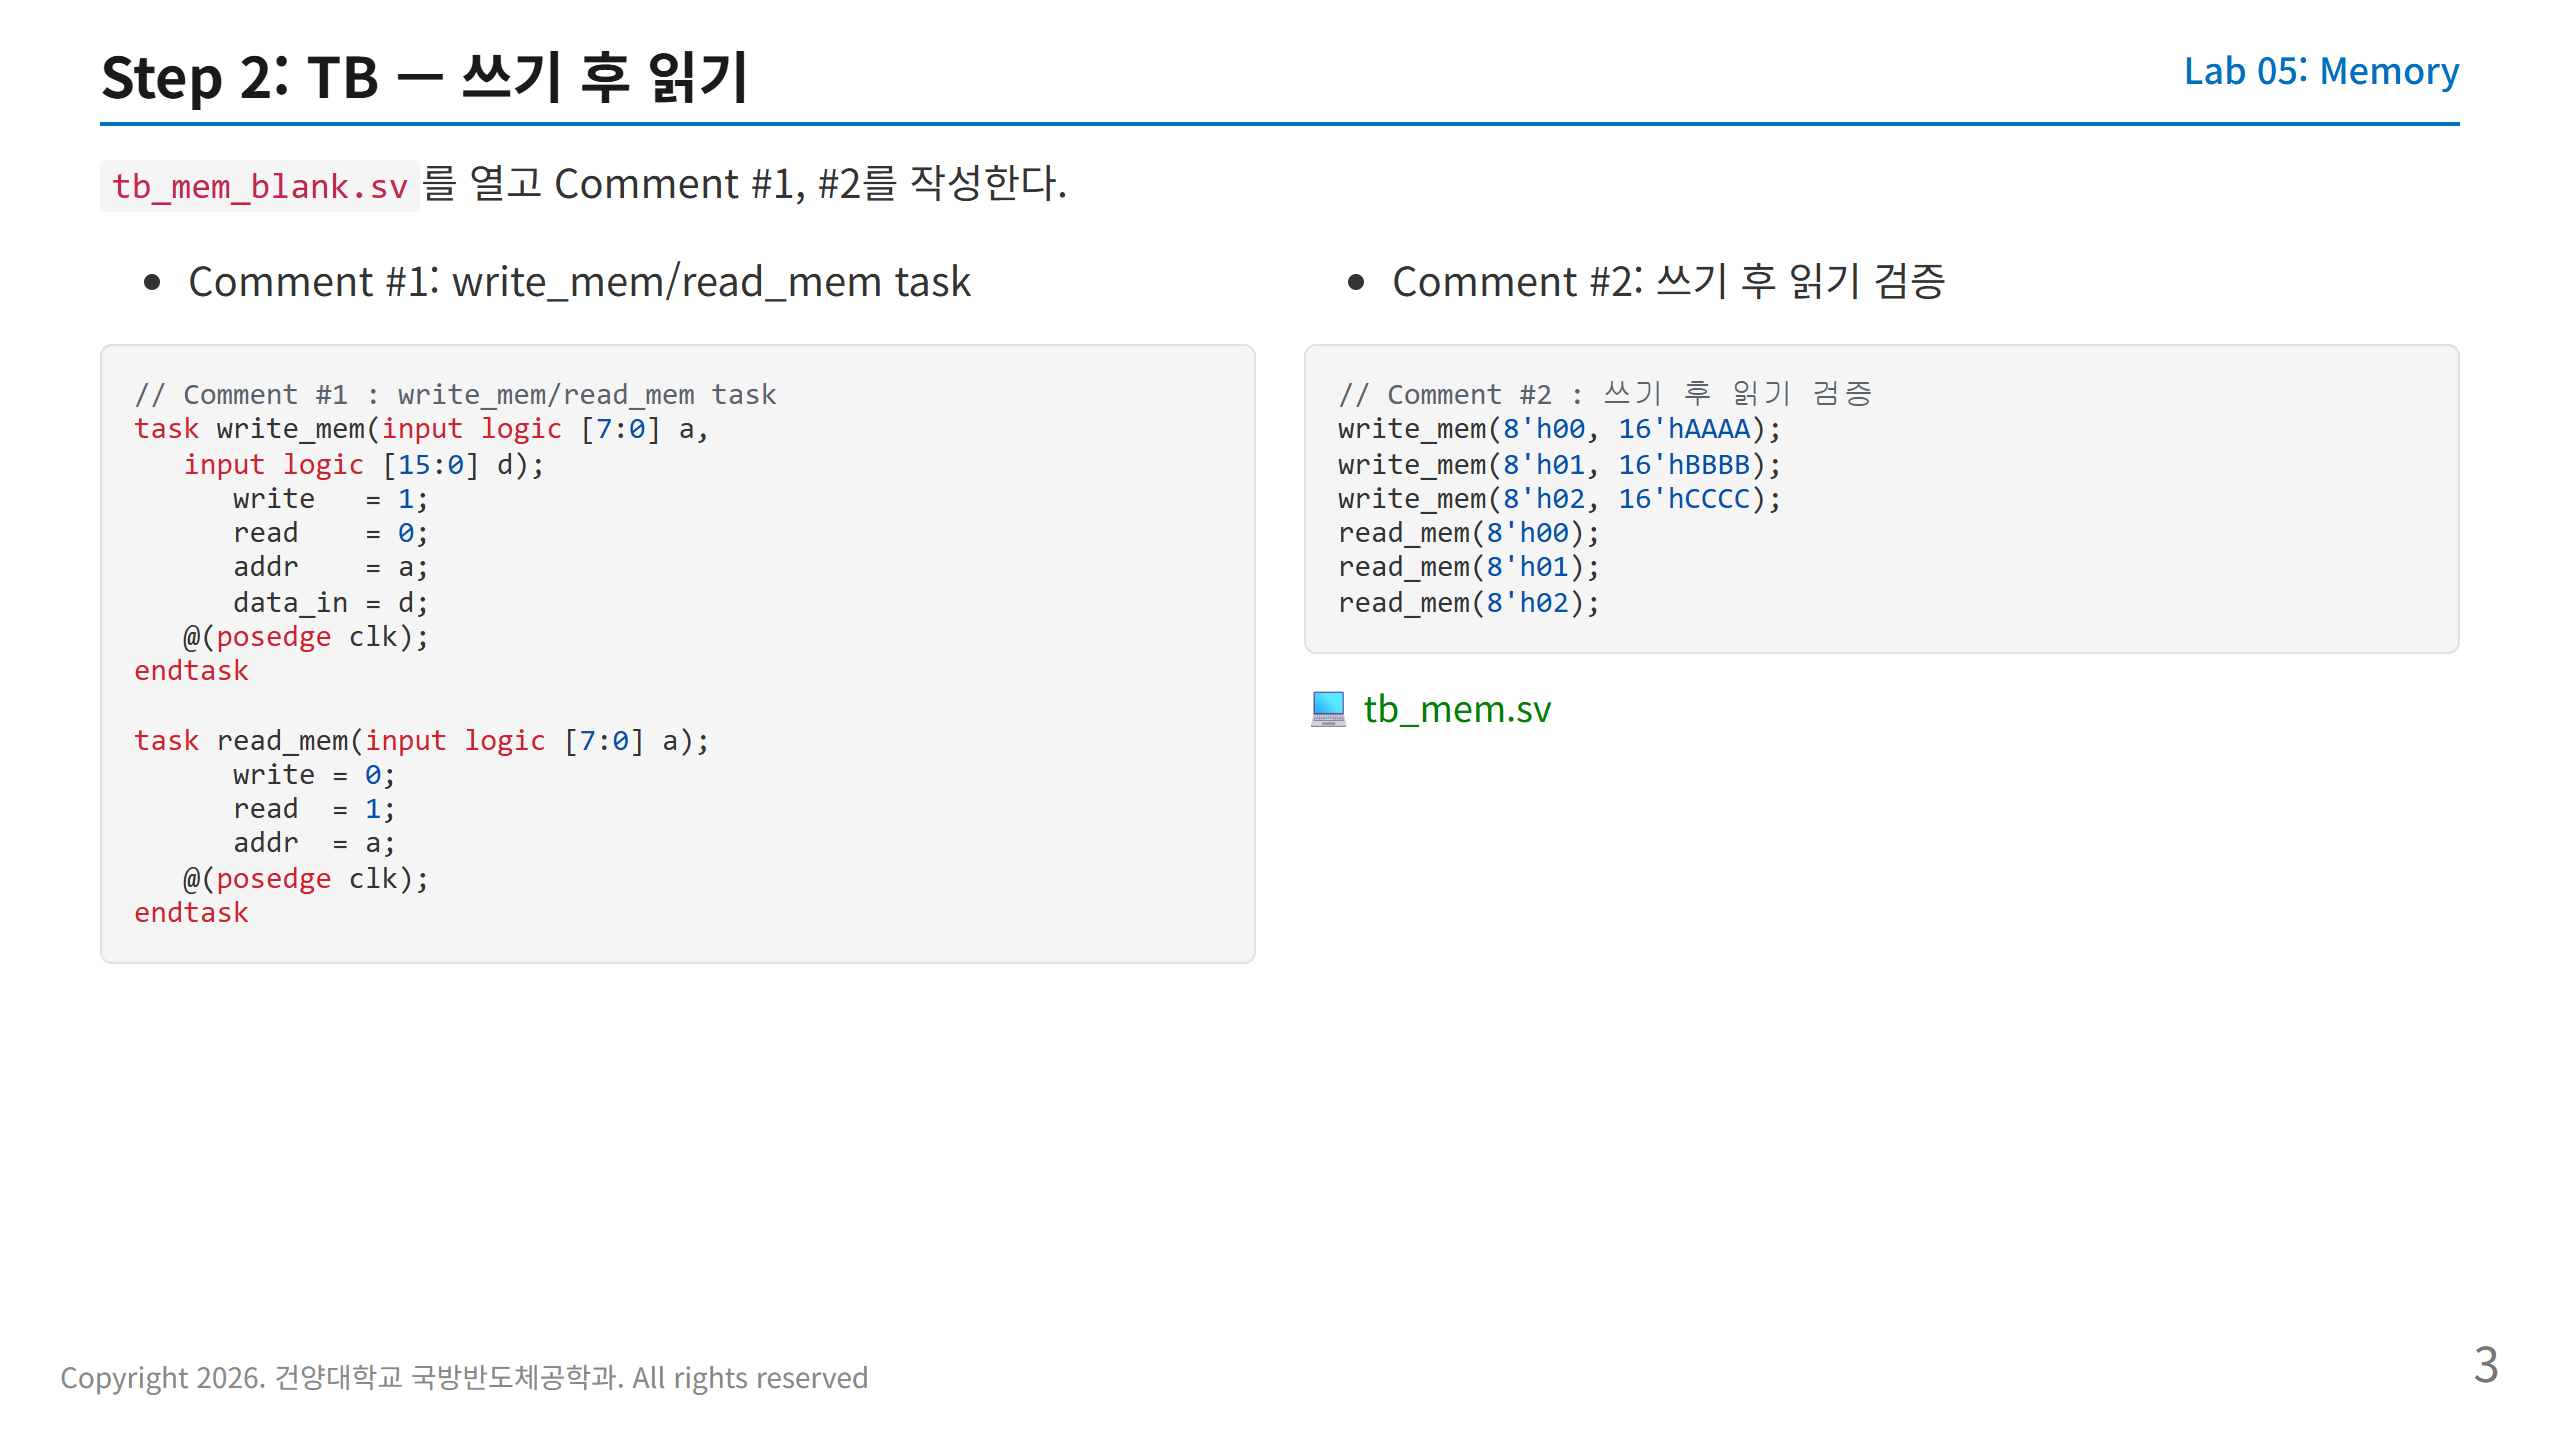 Step 2: TB — 쓰기 후 읽기
Lab 05: Memory
tb_mem_blank.sv를 열고 Comment #1, #2를 작성한다.
• Comment #1: write_mem/read_mem task
// Comment #1 : write_mem/read_mem task
task write_mem(input logic [7:0] a,
   input logic [15:0] d);
      write   = 1;
      read    = 0;
      addr    = a;
      data_in = d;
   @(posedge clk);
endtask

task read_mem(input logic [7:0] a);
      write = 0;
      read  = 1;
      addr  = a;
   @(posedge clk);
endtask
• Comment #2: 쓰기 후 읽기 검증
// Comment #2 : 쓰기 후 읽기 검증
write_mem(8'h00, 16'hAAAA);
write_mem(8'h01, 16'hBBBB);
write_mem(8'h02, 16'hCCCC);
read_mem(8'h00);
read_mem(8'h01);
read_mem(8'h02);
💻 tb_mem.sv
Copyright 2026. 건양대학교 국방반도체공학과. All rights reserved
3